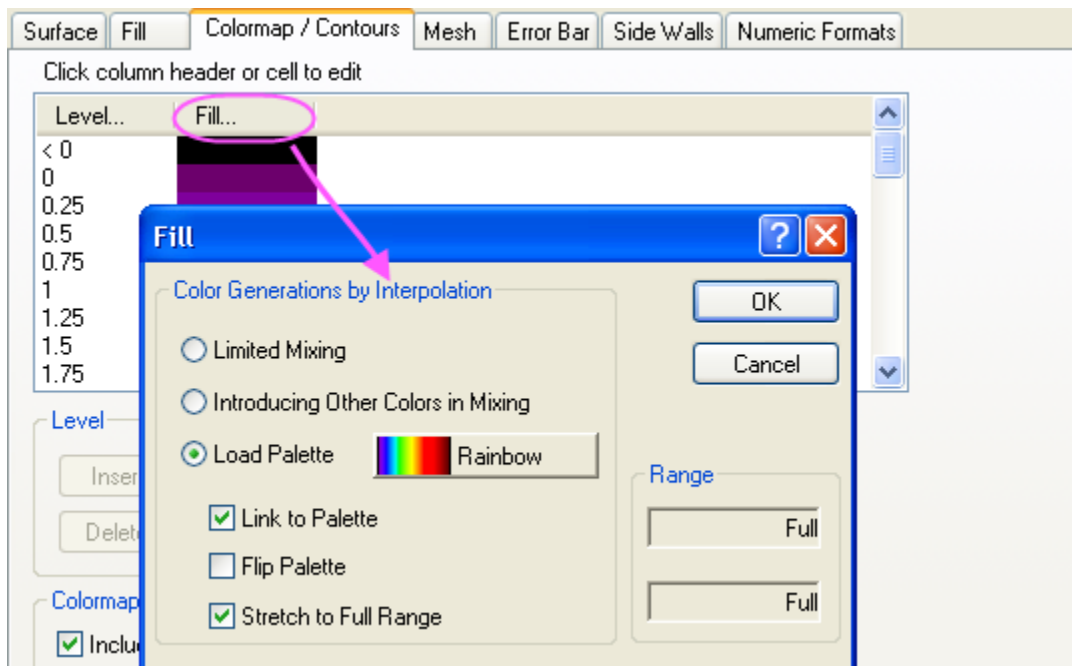 Surface Fill Colormap / Contours Mesh Error Bar Side Walls Numeric Formats
Click column header or cell to edit
Level... Fill...
< 0
0
0.25
0.5
0.75
1
1.25
1.5
1.75
Fill
Color Generations by Interpolation
Limited Mixing
Introducing Other Colors in Mixing
Load Palette Rainbow
Link to Palette
Flip Palette
Stretch to Full Range
OK
Cancel
Range
Full
Full
Level
Colormap